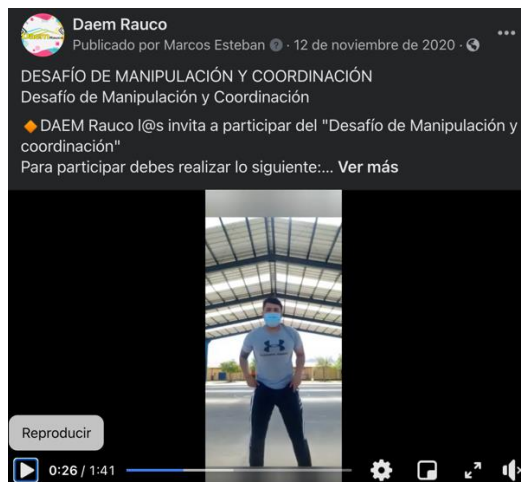 Daem Rauco
Publicado por Marcos Esteban · 12 de noviembre de 2020 ·
DESAFÍO DE MANIPULACIÓN Y COORDINACIÓN
Desafío de Manipulación y Coordinación
DAEM Rauco l@s invita a participar del "Desafío de Manipulación y
coordinación"
Para participar debes realizar lo siguiente:... Ver más
Reproducir
0:26 / 1:41